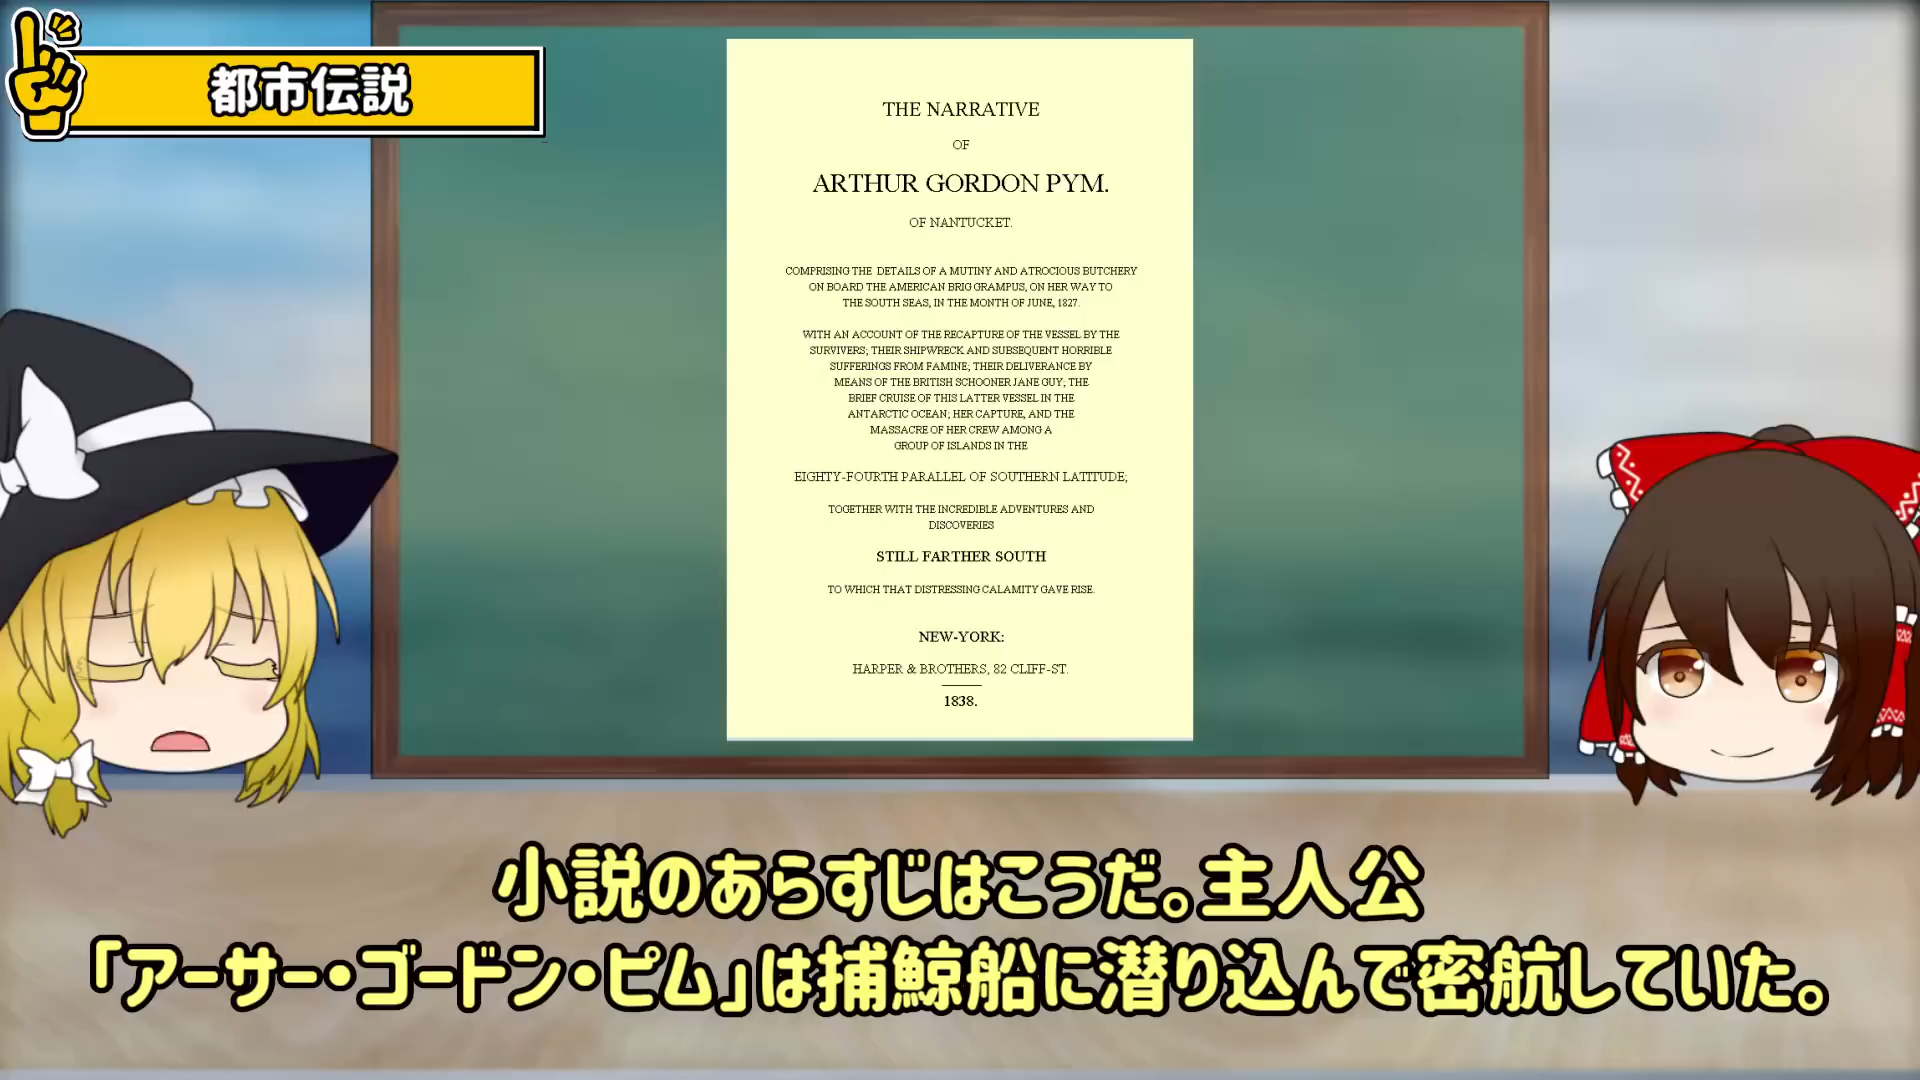 都市伝説
THE NARRATIVE
OF
ARTHUR GORDON PYM.
OF NANTUCKET.
COMPRISING THE DETAILS OF A MUTINY AND ATROCIOUS BUTCHERY
ON BOARD THE AMERICAN BRIG GRAMPUS, ON HER WAY TO
THE SOUTH SEAS, IN THE MONTH OF JUNE, 1827.
WITH AN ACCOUNT OF THE RECAPTURE OF THE VESSEL BY THE
SURVIVERS; THEIR SHIPWRECK AND SUBSEQUENT HORRIBLE
SUFFERINGS FROM FAMINE; THEIR DELIVERANCE BY
MEANS OF THE BRITISH SCHOONER JANE GUY; THE
BRIEF CRUISE OF THIS LATTER VESSEL IN THE
ANTARCTIC OCEAN; HER CAPTURE, AND THE
MASSACRE OF HER CREW AMONG A
GROUP OF ISLANDS IN THE
EIGHTY-FOURTH PARALLEL OF SOUTHERN LATITUDE;
TOGETHER WITH THE INCREDIBLE ADVENTURES AND
DISCOVERIES
STILL FARTHER SOUTH
TO WHICH THAT DISTRESSING CALAMITY GAVE RISE.
NEW-YORK:
HARPER & BROTHERS, 82 CLIFF-ST.
1838.
小説のあらすじはこうだ。主人公
「アーサー・ゴードン・ピム」は捕鯨船に潜り込んで密航していた。